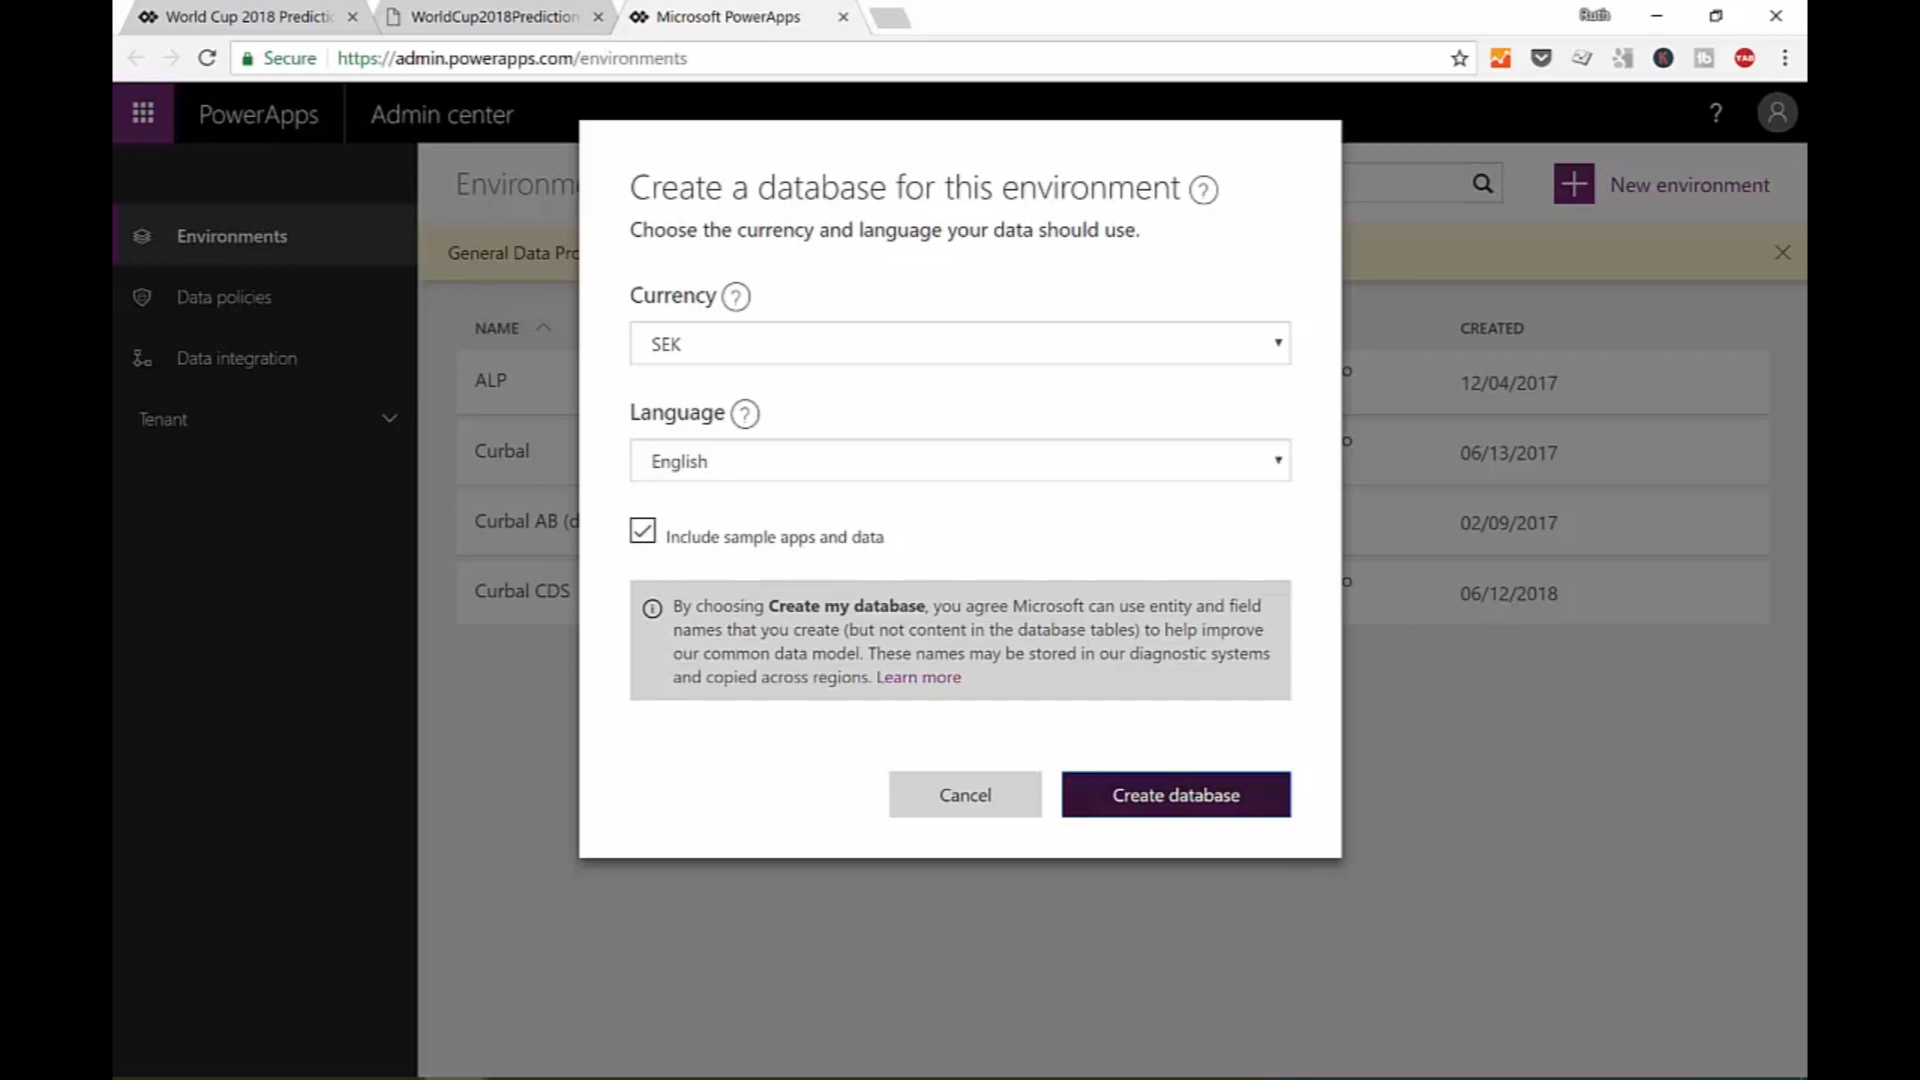 World Cup 2018 Predictic
WorldCup2018Prediction
Microsoft PowerApps
Ruth
Secure
https://admin.powerapps.com/environments
YAB
PowerApps
Admin center
?
Environm
New environment
General Data Pro
Environments
Data policies
Data integration
Tenant
NAME
CREATED
ALP
12/04/2017
Curbal
06/13/2017
Curbal AB (d
02/09/2017
Curbal CDS
06/12/2018
Create a database for this environment ?
Choose the currency and language your data should use.
Currency ?
SEK
Language ?
English
Include sample apps and data
By choosing Create my database, you agree Microsoft can use entity and field
names that you create (but not content in the database tables) to help improve
our common data model. These names may be stored in our diagnostic systems
and copied across regions. Learn more
Cancel
Create database